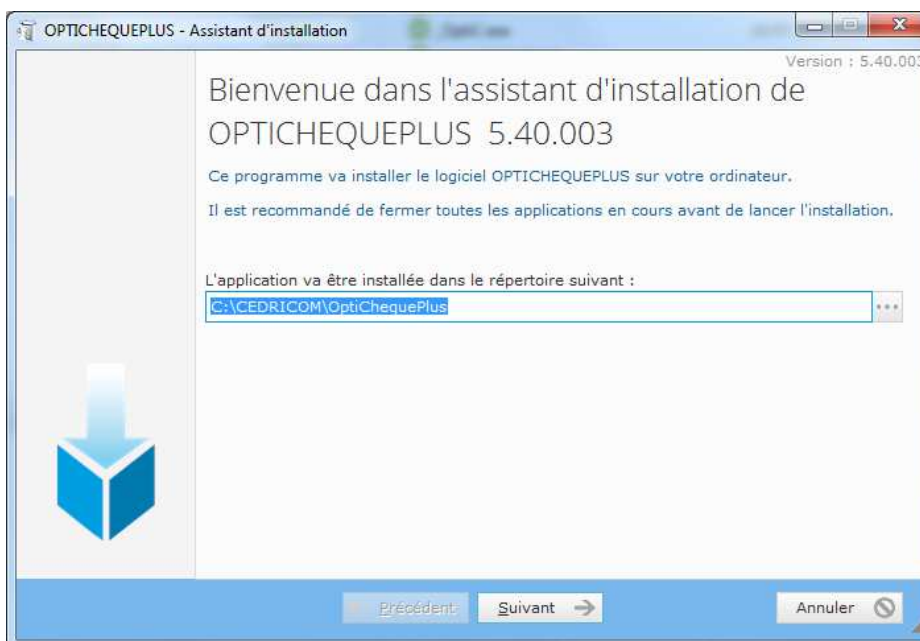 OPTICHEQUEPLUS - Assistant d'installation
Version : 5.40.003
Bienvenue dans l'assistant d'installation de
OPTICHEQUEPLUS 5.40.003
Ce programme va installer le logiciel OPTICHEQUEPLUS sur votre ordinateur.
Il est recommandé de fermer toutes les applications en cours avant de lancer l'installation.
L'application va être installée dans le répertoire suivant :
C:\CEDRICOM\OptiChequePlus
...
Précédent Suivant Annuler